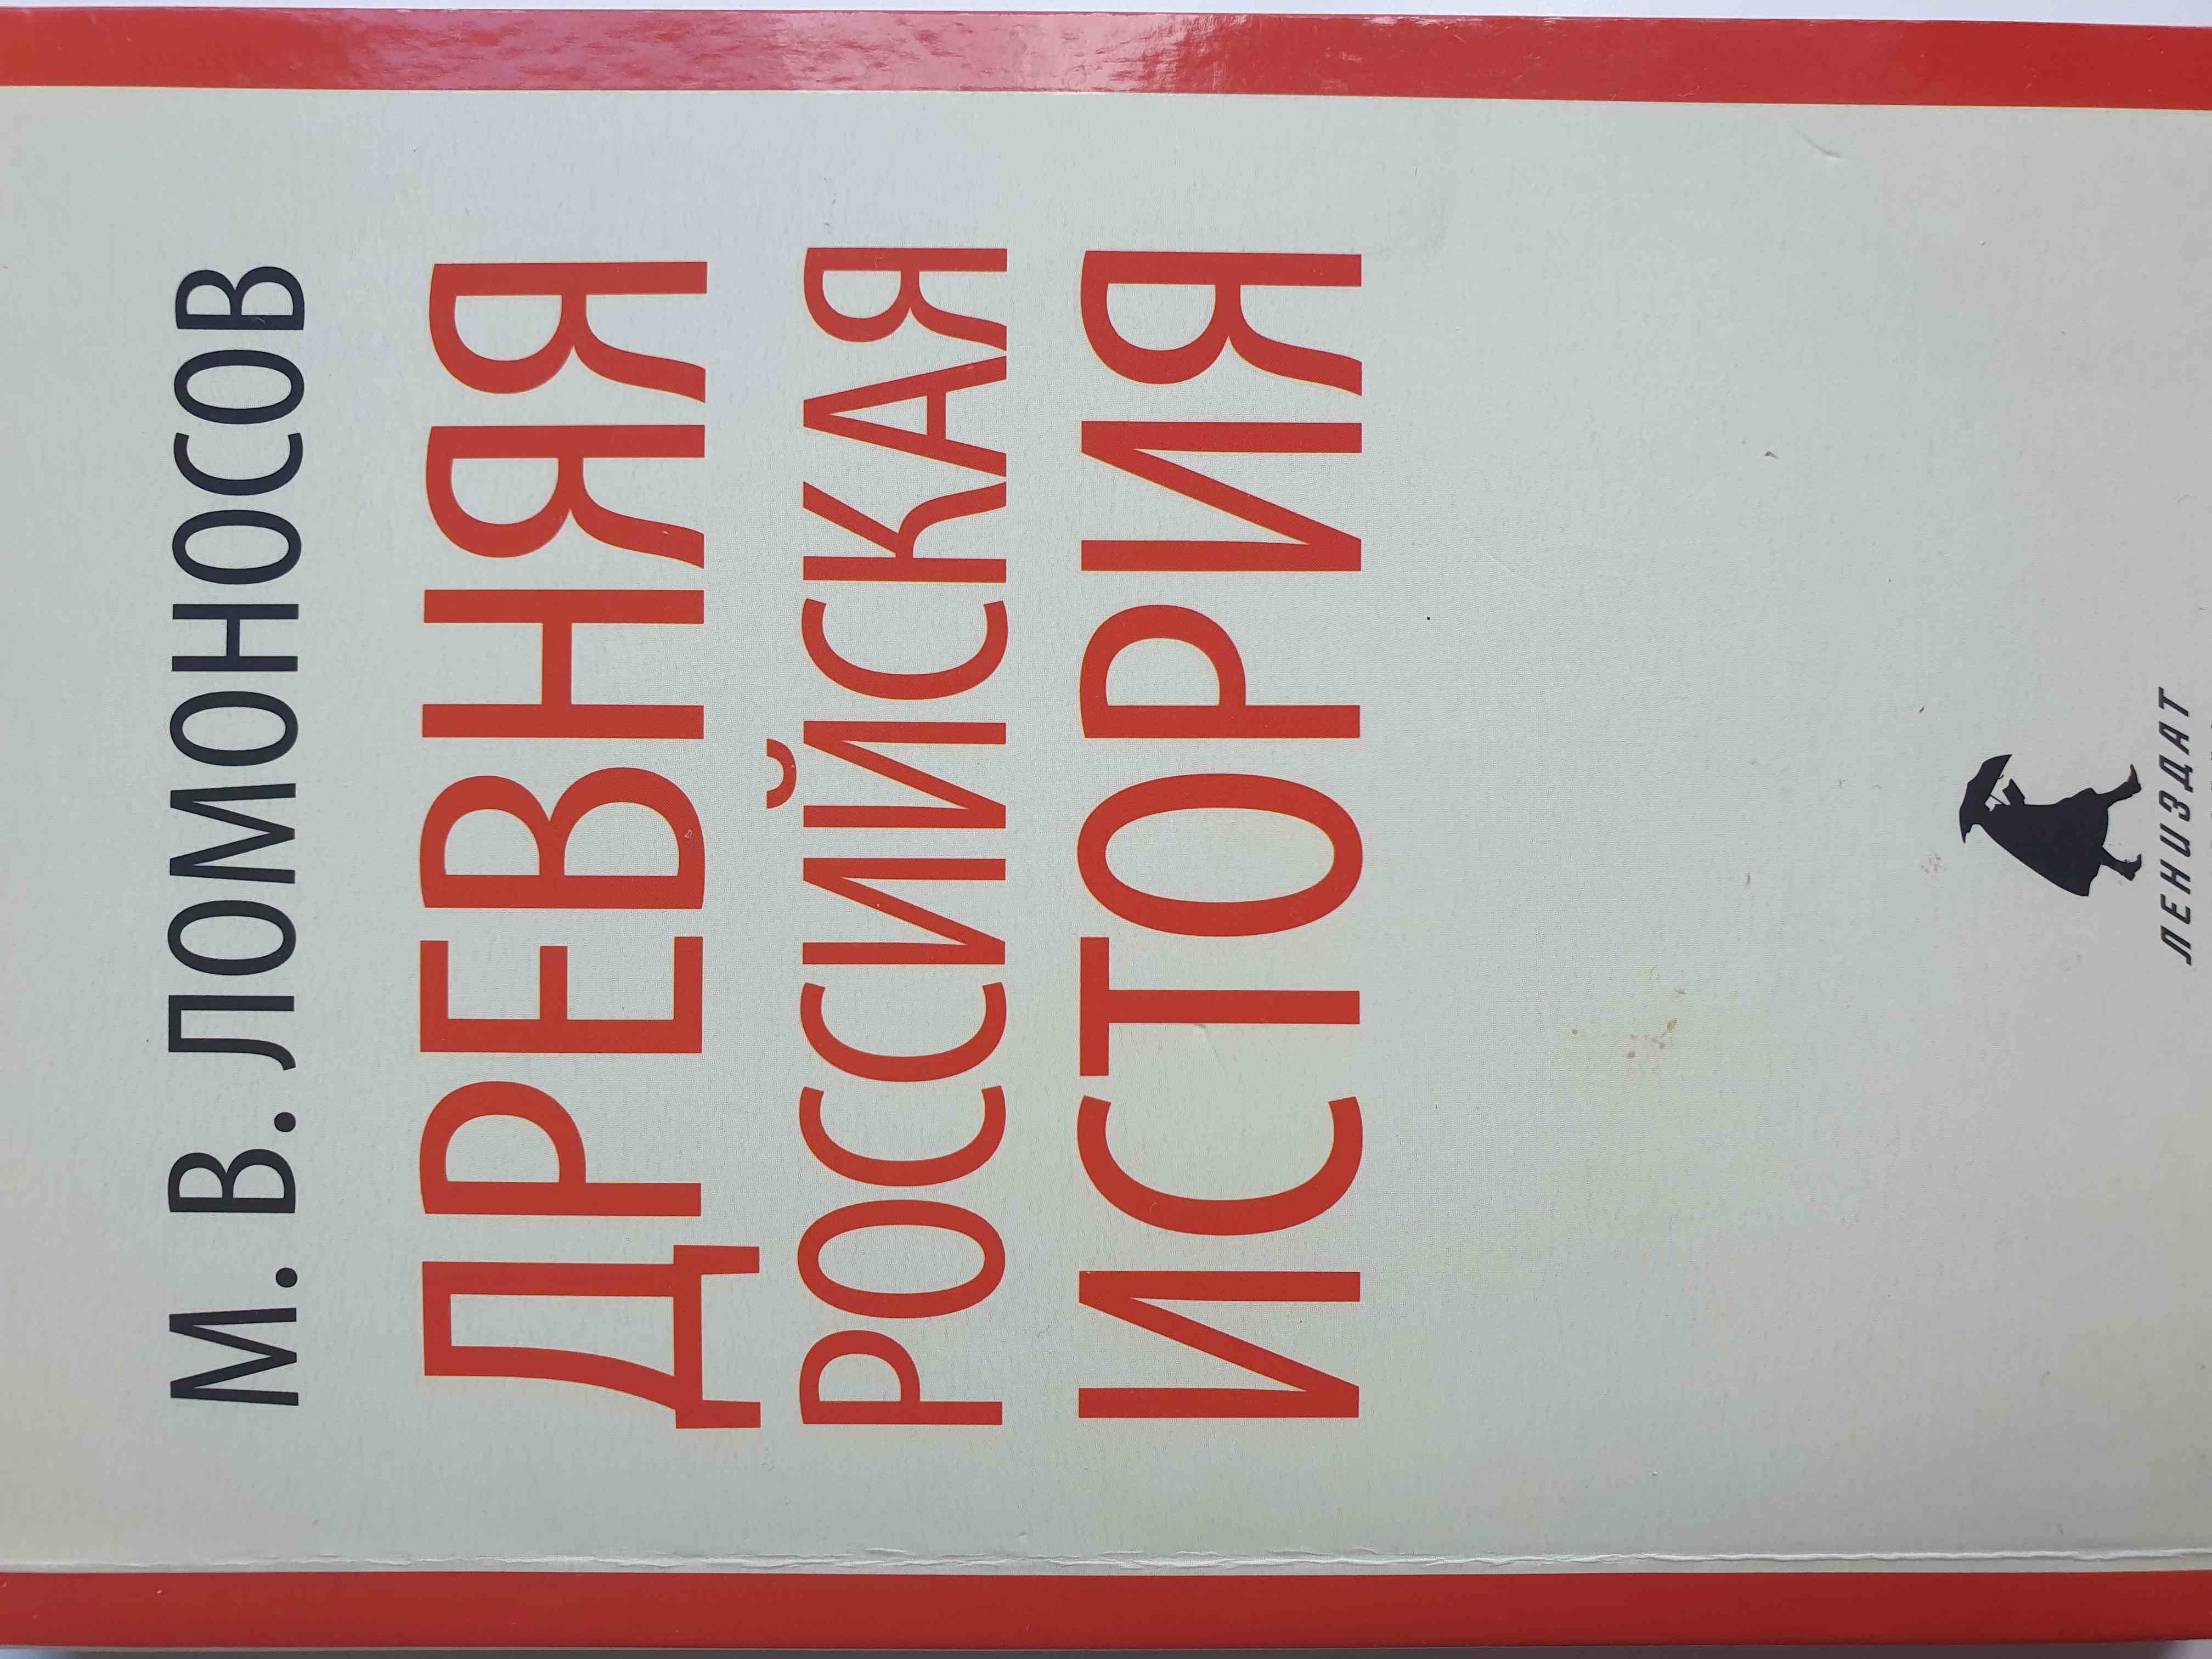 М. В. ЛОМОНОСОВ
ДРЕВНЯЯ
РОССИЙСКАЯ
ИСТОРИЯ
ЛЕНИЗДАТ